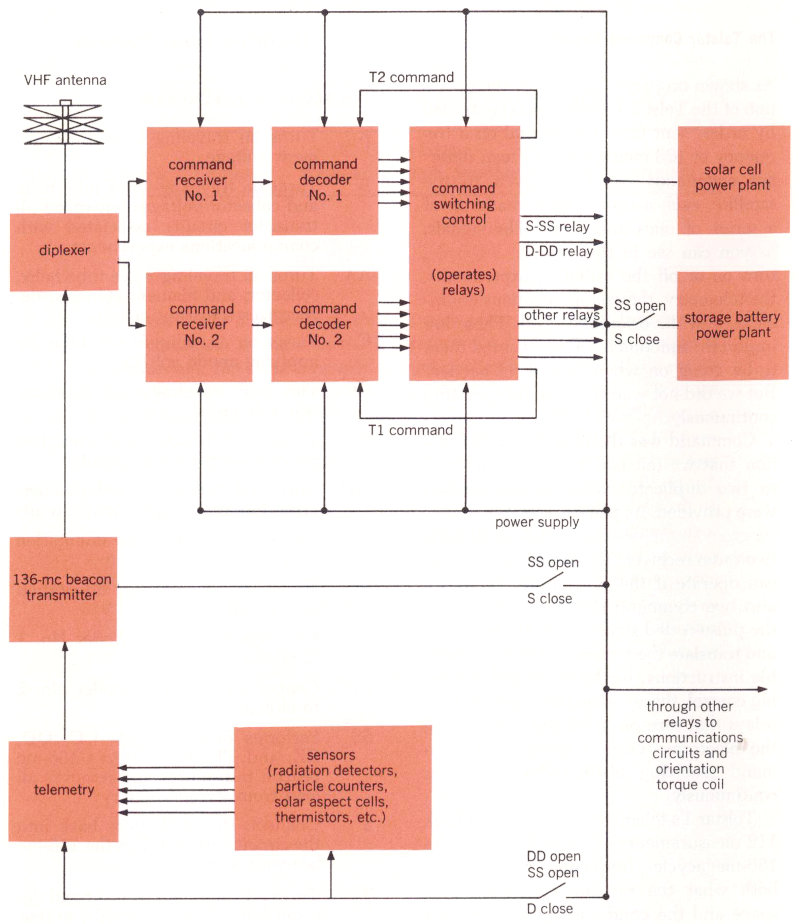 T2 command
VHF antenna
command
receiver
No. 1
command
decoder
No. 1
command
switching
control
(operates)
relays)
solar cell
power plant
diplexer
S-SS relay
D-DD relay
command
receiver
No. 2
command
decoder
No. 2
other relays
SS open
S close
storage battery
power plant
T1 command
power supply
136-mc beacon
transmitter
SS open
S close
through other
relays to
communications
circuits and
orientation
torque coil
telemetry
sensors
(radiation detectors,
particle counters,
solar aspect cells,
thermistors, etc.)
DD open
SS open
D close